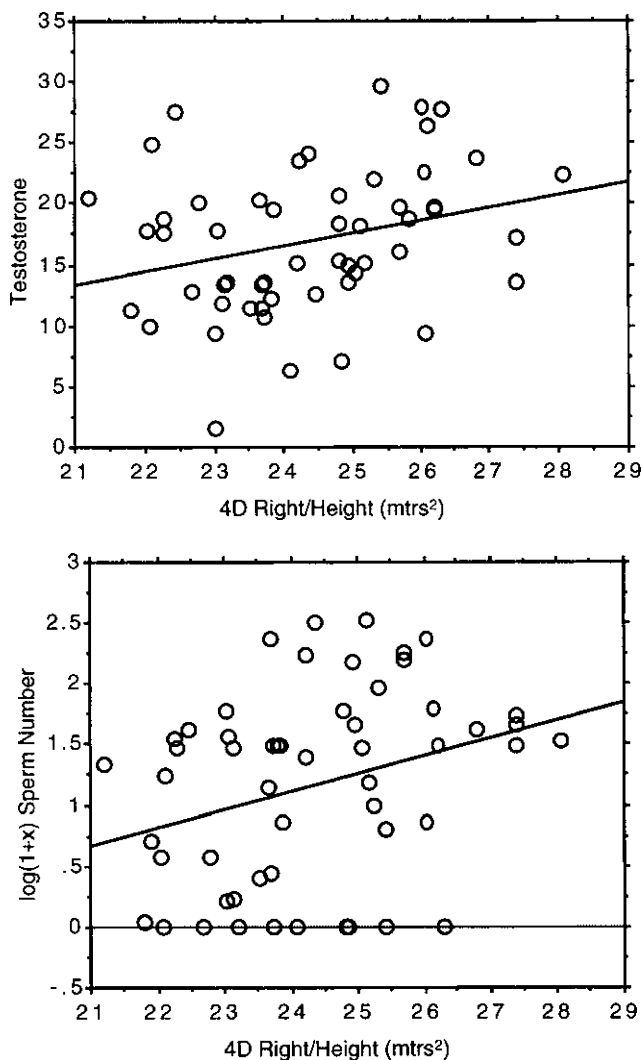 35
30
25
20
15
10
5
0
Testosterone
21 22 23 24 25 26 27 28 29
4D Right/Height (mtrs²)
3
2.5
2
1.5
1
.5
0
-.5
log(1+x) Sperm Number
21 22 23 24 25 26 27 28 29
4D Right/Height (mtrs²)